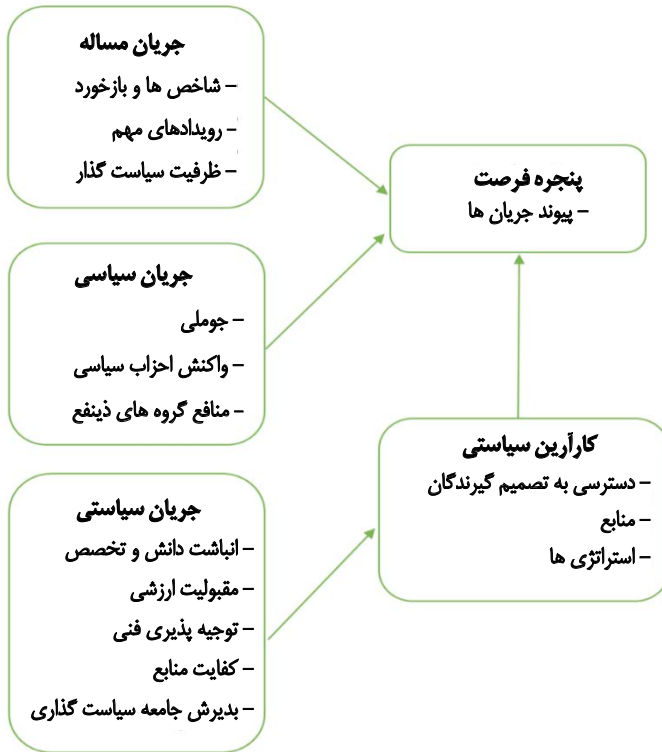 جریان مساله
– شاخص ها و بازخورد
– رویدادهای مهم
– ظرفیت سیاست گذار
پنجره فرصت
– پیوند جریان ها
جریان سیاسی
– جوملی
– واکنش احزاب سیاسی
– منافع گروه های ذینفع
کارآرین سیاستی
– دسترسی به تصمیم گیرندگان
– منابع
– استراتژی ها
جریان سیاستی
– انباشت دانش و تخصص
– مقبولیت ارزشی
– توجیه پذیری فنی
– کفایت منابع
– بدیرش جامعه سیاست گذاری